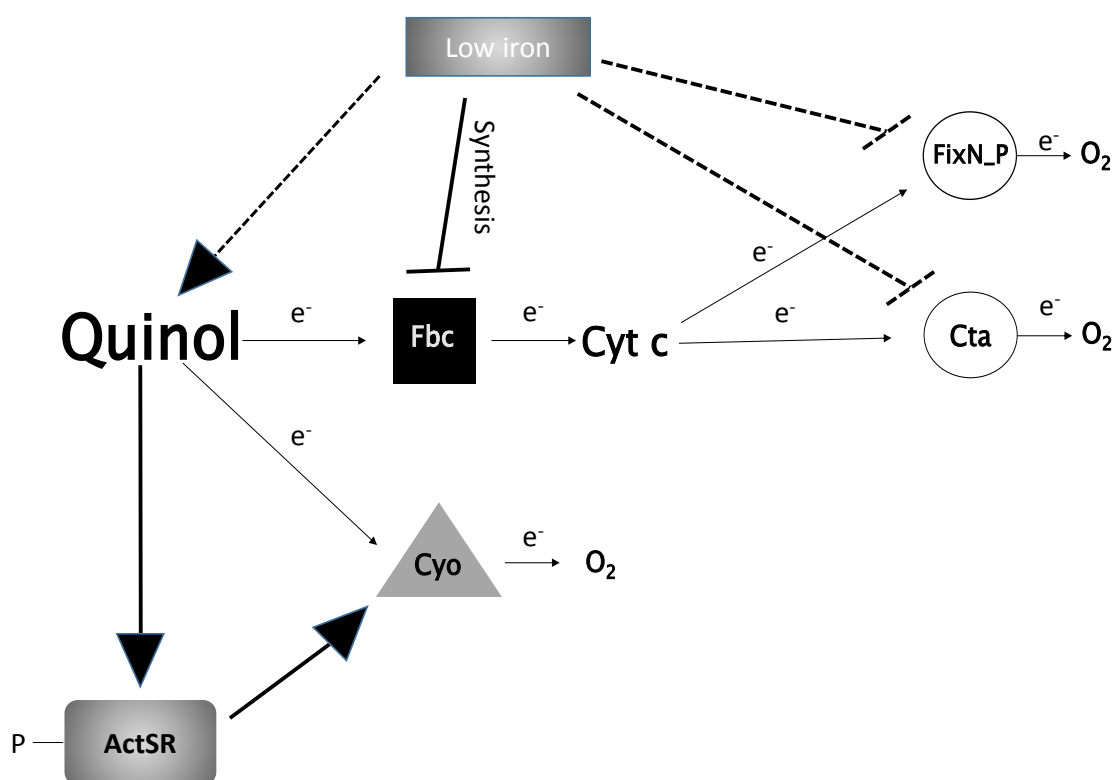 Low iron
Synthesis
FixN_P
e-
O2
e-
Quinol
e-
Fbc
e-
Cyt c
e-
Cta
e-
O2
e-
Cyo
e-
O2
P
ActSR